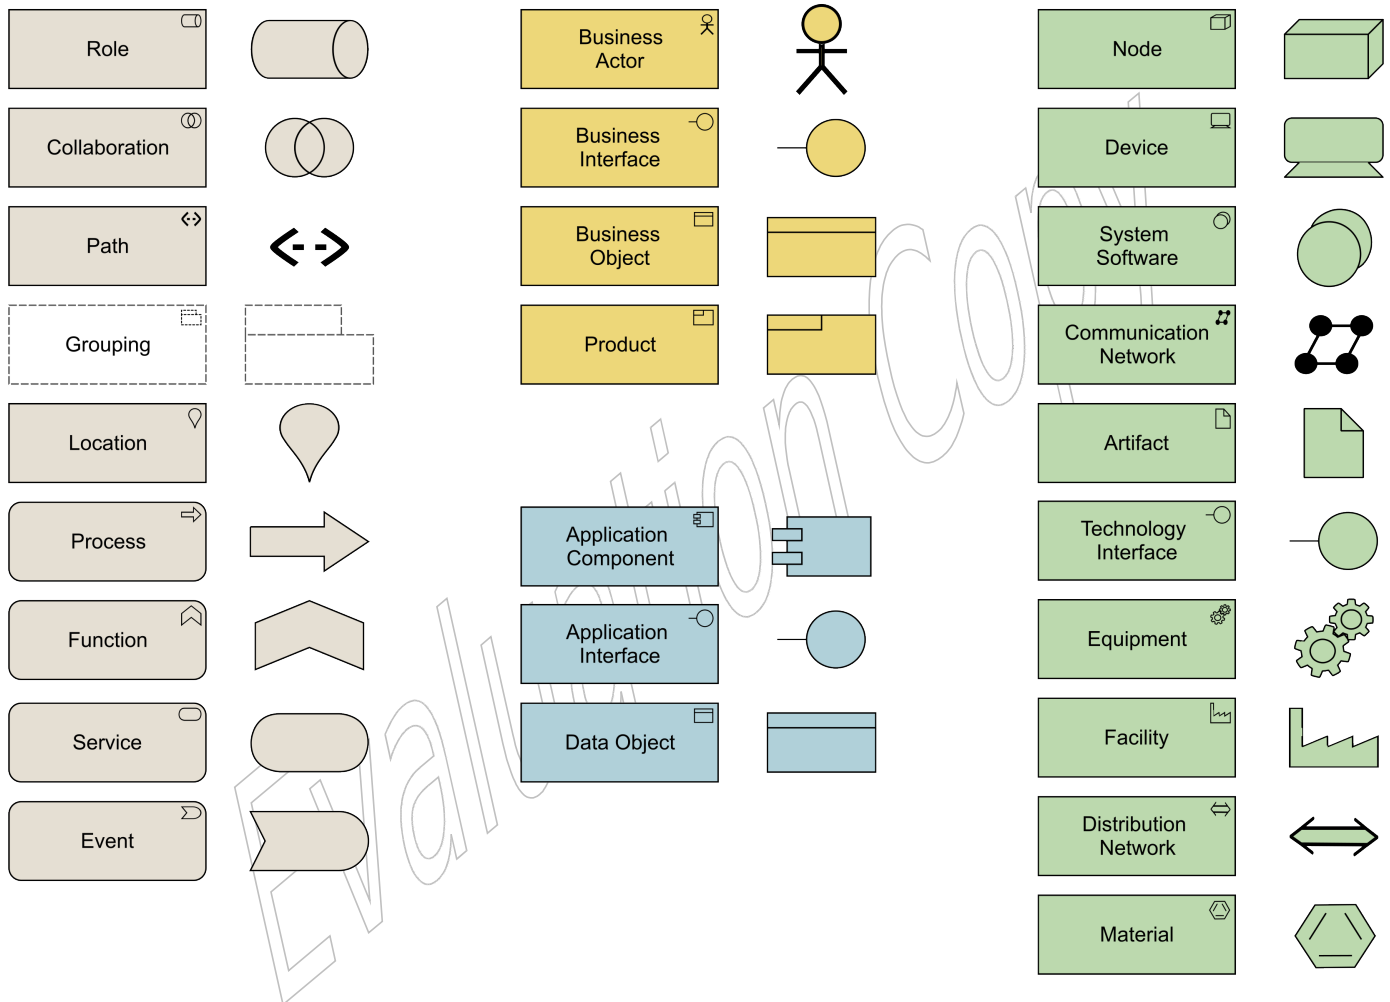 Role
Collaboration
Path
Grouping
Location
Process
Function
Service
Event
Business
Actor
Business
Interface
Business
Object
Product
Application
Component
Application
Interface
Data Object
Node
Device
System
Software
Communication
Network
Artifact
Technology
Interface
Equipment
Facility
Distribution
Network
Material
Evaluation Copy